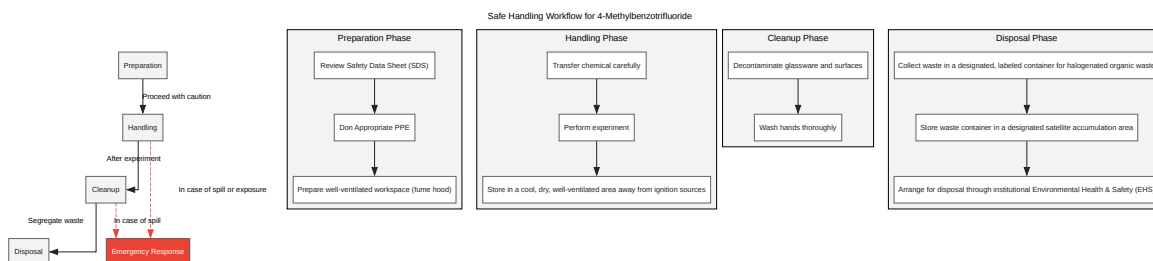 Safe Handling Workflow for 4-Methylbenzotrifluoride
Preparation
Proceed with caution
Handling
After experiment
Cleanup
In case of spill or exposure
Segregate waste
In case of spill
Disposal
Emergency Response
Preparation Phase
Review Safety Data Sheet (SDS)
Don Appropriate PPE
Prepare well-ventilated workspace (fume hood)
Handling Phase
Transfer chemical carefully
Perform experiment
Store in a cool, dry, well-ventilated area away from ignition sources
Cleanup Phase
Decontaminate glassware and surfaces
Wash hands thoroughly
Disposal Phase
Collect waste in a designated, labeled container for halogenated organic waste
Store waste container in a designated satellite accumulation area
Arrange for disposal through institutional Environmental Health & Safety (EHS)